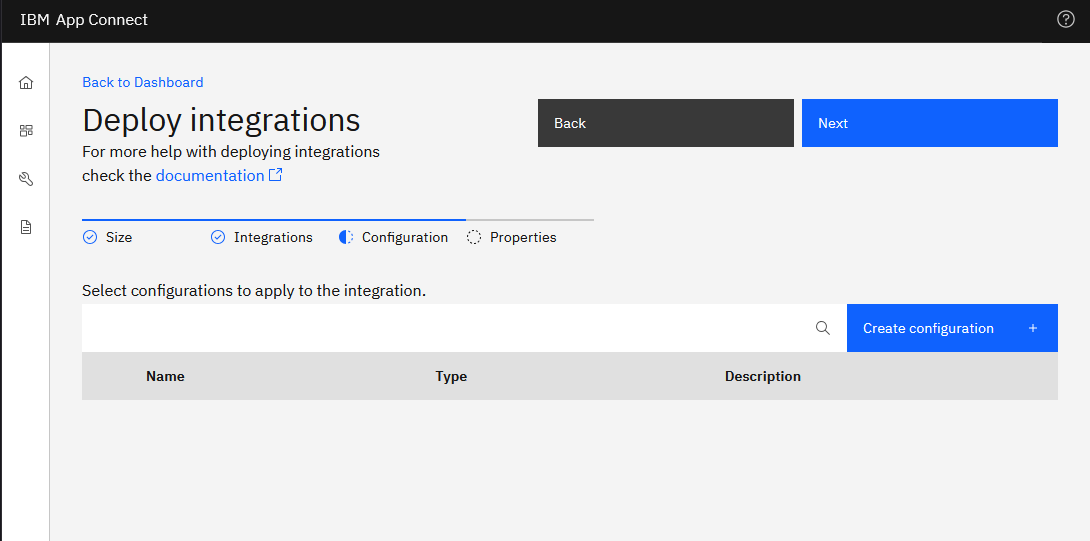 IBM App Connect
Back to Dashboard
Deploy integrations
For more help with deploying integrations
check the documentation
Back
Next
Size
Integrations
Configuration
Properties
Select configurations to apply to the integration.
Create configuration +
Name Type Description